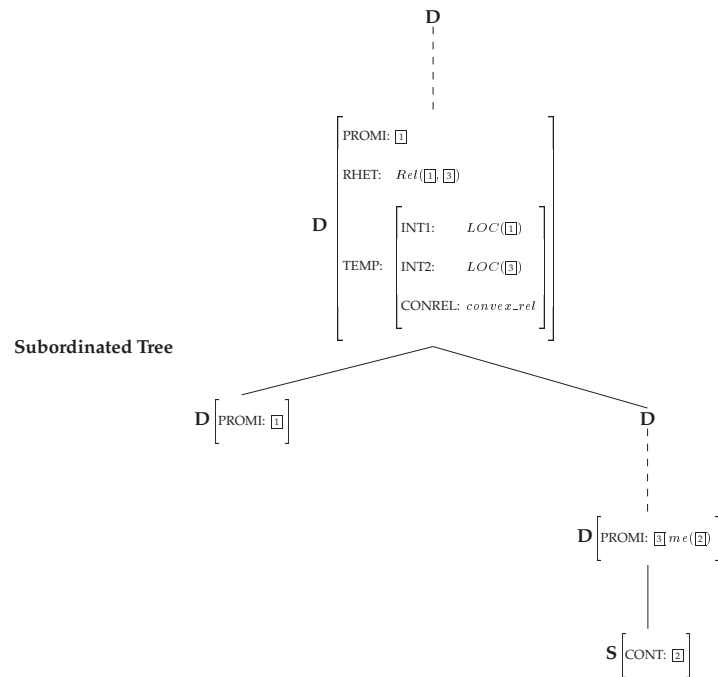 D
PROMI: 1
RHET: Rel(1, 3)
D
INT1: LOC(1)
TEMP: INT2: LOC(3)
CONREL: convex_rel
Subordinated Tree
D PROMI: 1
D
D PROMI: 3 me(2)
S CONT: 2